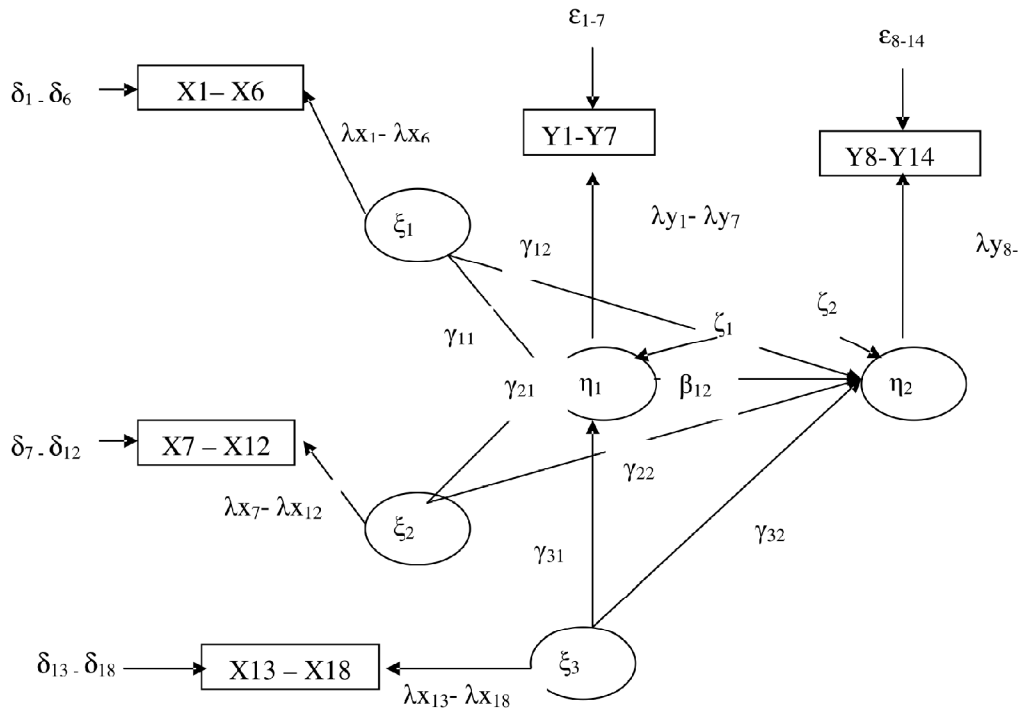 ε₁₋₇
ε₈₋₁₄
δ₁ ₋ δ₆
X1– X6
λx₁- λx₆
Y1-Y7
Y8-Y14
ξ₁
λy₁- λy₇
γ₁₂
λy₈₋
ζ₁
ζ₂
γ₁₁
γ₂₁
η₁
β₁₂
η₂
δ₇ ₋ δ₁₂
X7 – X12
γ₂₂
λx₇- λx₁₂
ξ₂
γ₃₂
γ₃₁
δ₁₃ ₋ δ₁₈
X13 – X18
ξ₃
λx₁₃- λx₁₈